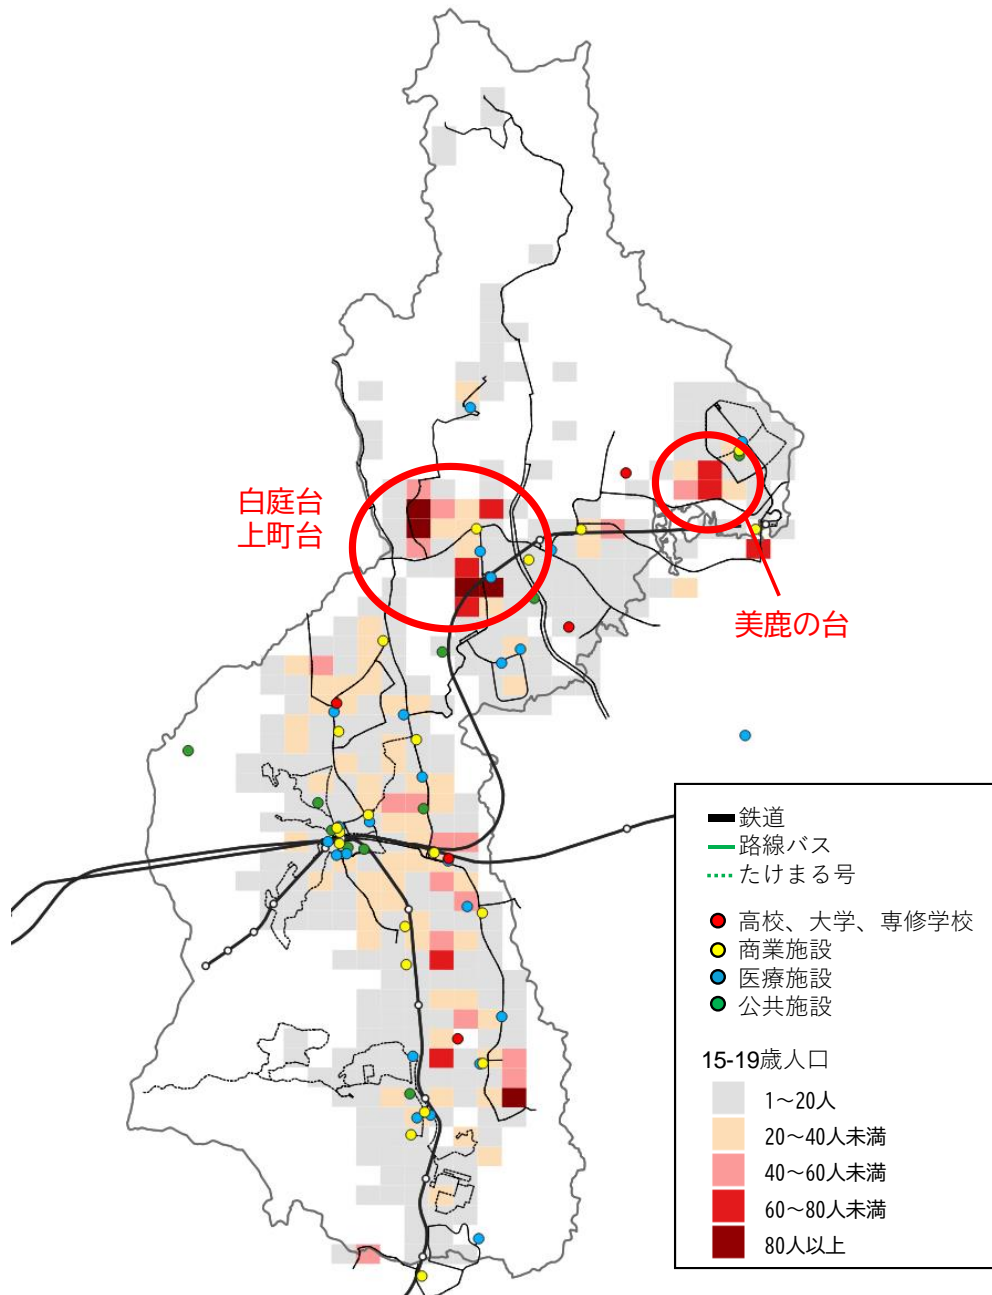 白庭台
上町台
美鹿の台
鉄道
路線バス
たけまる号
高校、大学、専修学校
商業施設
医療施設
公共施設
15-19歳人口
1～20人
20～40人未満
40～60人未満
60～80人未満
80人以上